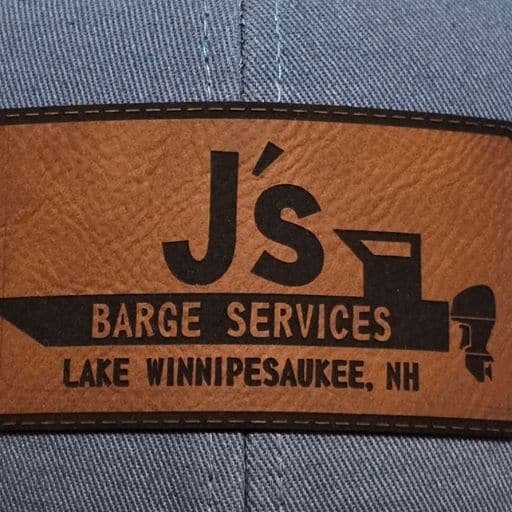 J's
BARGE SERVICES
LAKE WINNIPESAUKEE, NH